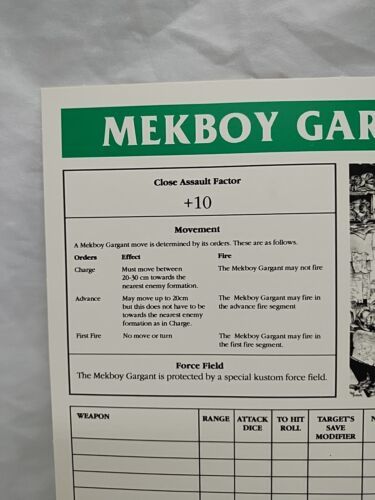 MEKBOY GAR
Close Assault Factor
+10
Movement
A Mekboy Gargant move is determined by its orders. These are as follows.
Orders Effect Fire
Charge Must move between The Mekboy Gargant may not fire
20-30 cm towards the
nearest enemy formation.
Advance May move up to 20cm The Mekboy Gargant may fire in
but this does not have to be the advance fire segment
towards the nearest enemy
formation as in Charge.
First Fire No move or turn The Mekboy Gargant may fire in
the first fire segment.
Force Field
The Mekboy Gargant is protected by a special kustom force field.
WEAPON RANGE ATTACK TO HIT TARGET'S
DICE ROLL SAVE
MODIFIER